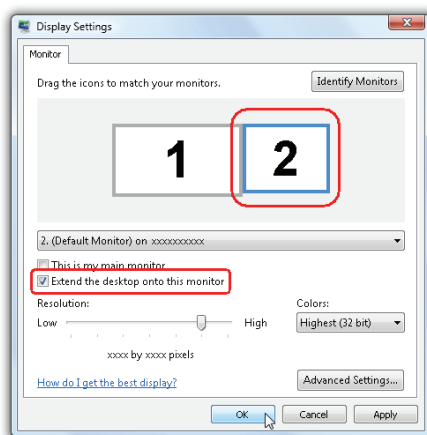 Display Settings
Monitor
Drag the icons to match your monitors.
Identify Monitors
1
2
2. (Default Monitor) on xxxxxxxxxx
This is my main monitor
Extend the desktop onto this monitor
Resolution:
Colors:
Low
High
Highest (32 bit)
xxxx by xxxx pixels
How do I get the best display?
Advanced Settings...
OK
Cancel
Apply